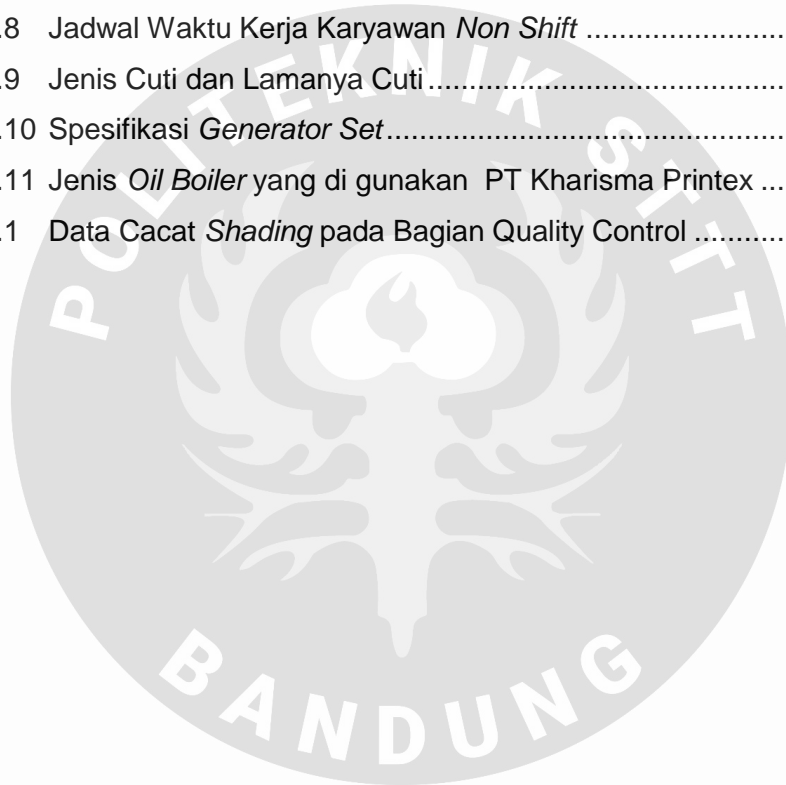 .8 Jadwal Waktu Kerja Karyawan Non Shift ........................
.9 Jenis Cuti dan Lamanya Cuti ...........................................
.10 Spesifikasi Generator Set ................................................
.11 Jenis Oil Boiler yang di gunakan PT Kharisma Printex ...
.1 Data Cacat Shading pada Bagian Quality Control ...........
POLITEKNIK STTT
BANDUNG